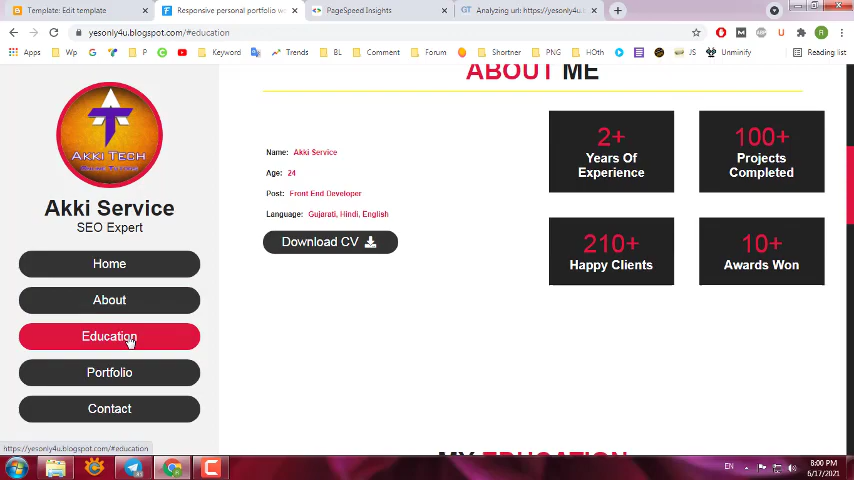 Template: Edit template
Responsive personal portfolio w
PageSpeed Insights
Analyzing url: https://yesonly4u.b
yesonly4u.blogspot.com/#education
Apps
Wp
P
Keyword
Trends
BL
Comment
Forum
Shortner
PNG
HOth
JS
Unminify
Reading list
ABOUT ME
AKKI TECH
Akki Service
SEO Expert
Home
About
Education
Portfolio
Contact
Name: Akki Service
Age: 24
Post: Front End Developer
Language: Gujarati, Hindi, English
Download CV
2+
Years Of
Experience
100+
Projects
Completed
210+
Happy Clients
10+
Awards Won
MY EDUCATION
https://yesonly4u.blogspot.com/#education
EN
8:00 PM
6/17/2021